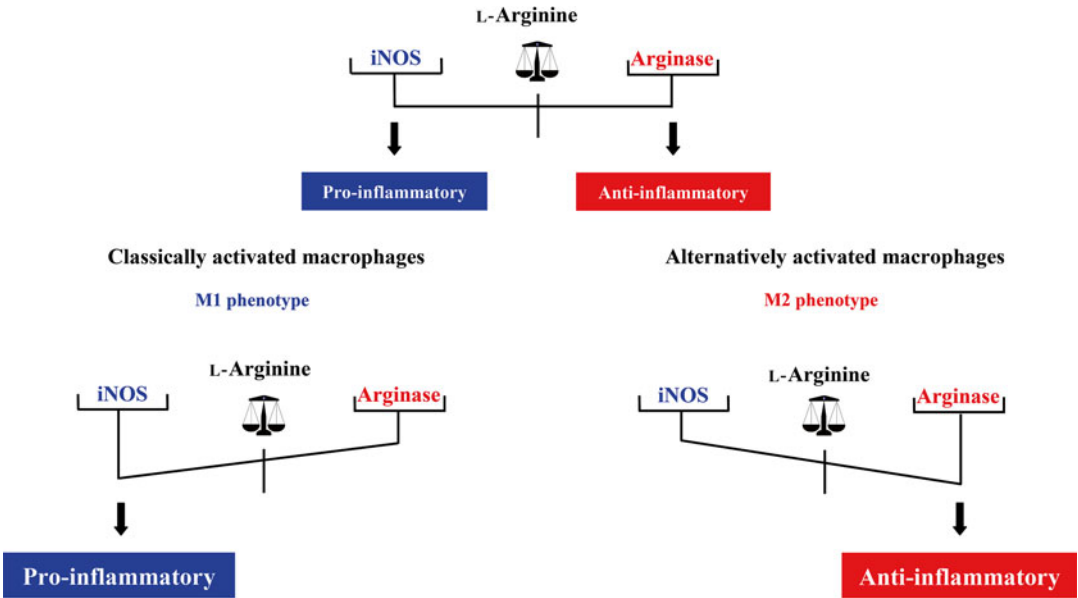 L-Arginine
iNOS
Arginase
Pro-inflammatory
Anti-inflammatory
Classically activated macrophages
M1 phenotype
L-Arginine
iNOS
Arginase
Pro-inflammatory
Alternatively activated macrophages
M2 phenotype
L-Arginine
iNOS
Arginase
Anti-inflammatory